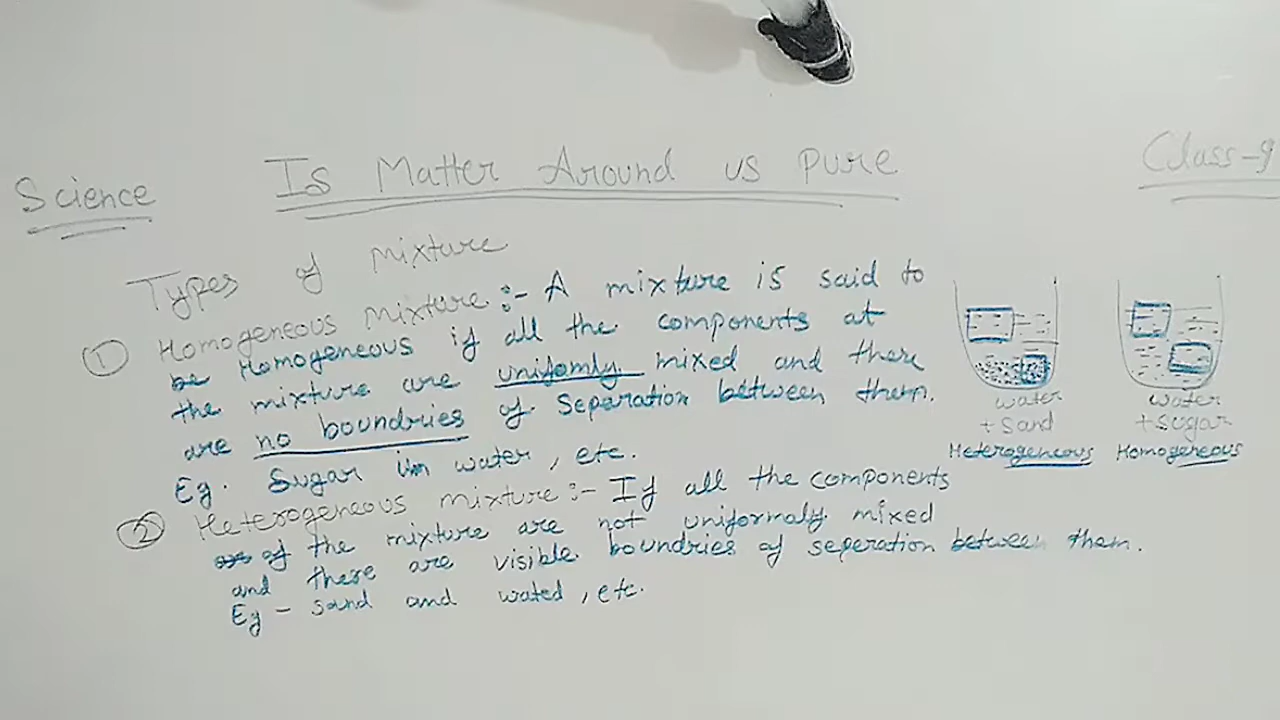 Science
Is Matter Around us Pure
Class-9
Types of mixture
① Homogeneous mixture :- A mixture is said to
be Homogeneous if all the components at
the mixture are uniformly mixed and there
are no boundries of separation between them.
Eg. Sugar in water, etc.
② Heterogeneous mixture :- If all the components
of the mixture are not uniformaly mixed
and there are visible boundries of seperation between them.
Eg - sand and wated, etc.
water
+ Sand
Heterogeneous
water
+ Sugar
Homogeneous